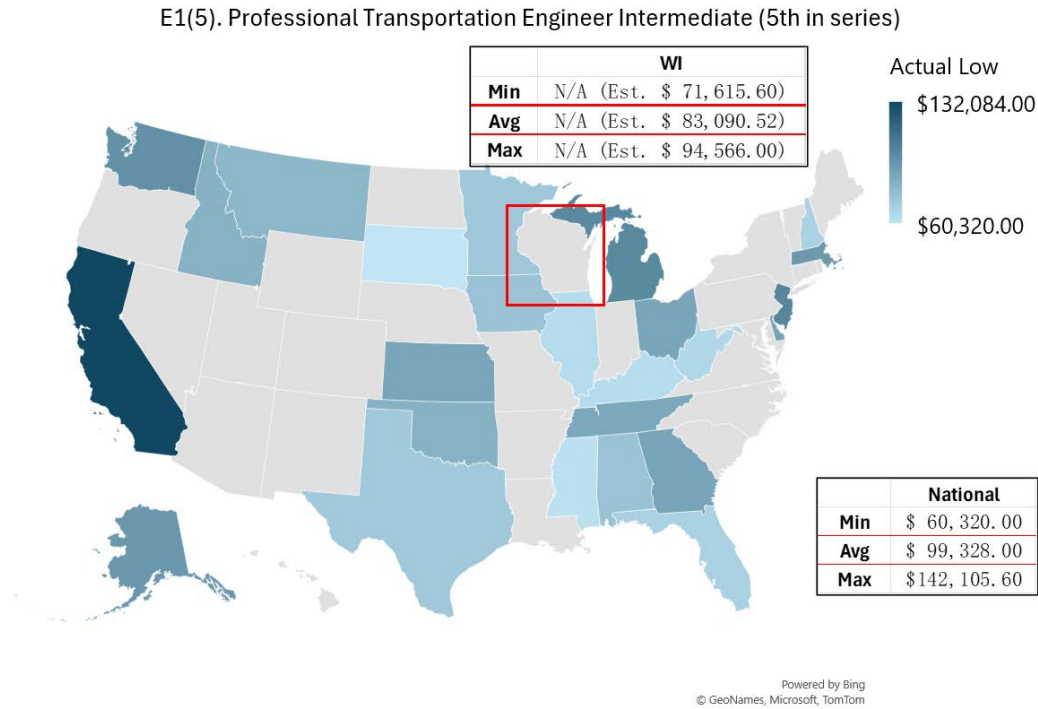 E1(5). Professional Transportation Engineer Intermediate (5th in series)
WI
Min N/A (Est. $ 71,615.60)
Avg N/A (Est. $ 83,090.52)
Max N/A (Est. $ 94,566.00)
Actual Low
$132,084.00
$60,320.00
National
Min $ 60,320.00
Avg $ 99,328.00
Max $142,105.60
Powered by Bing
© GeoNames, Microsoft, TomTom